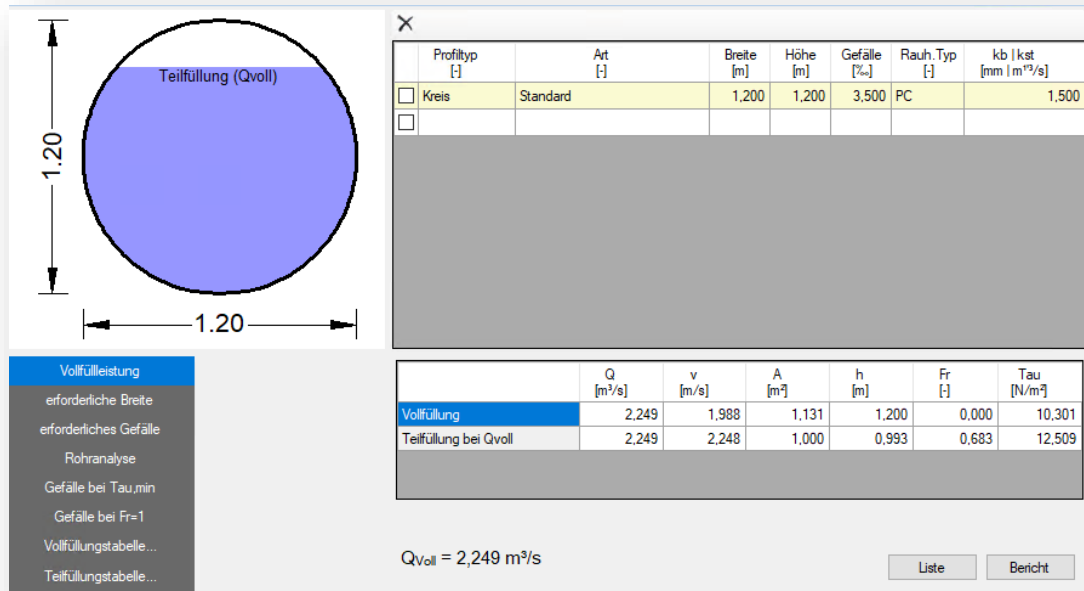 Teilfüllung (Qvoll)
1.20
1.20
Profiltyp Art Breite Höhe Gefälle Rauh.Typ kb | kst
[-] [-] [m] [m] [‰] [-] [mm | m¹'³/s]
Kreis Standard 1,200 1,200 3,500 PC 1,500
Vollfüllleistung
erforderliche Breite
erforderliches Gefälle
Rohranalyse
Gefälle bei Tau,min
Gefälle bei Fr=1
Vollfüllungstabelle...
Teilfüllungstabelle...
Q v A h Fr Tau
[m³/s] [m/s] [m²] [m] [-] [N/m²]
Vollfüllung 2,249 1,988 1,131 1,200 0,000 10,301
Teilfüllung bei Qvoll 2,249 2,248 1,000 0,993 0,683 12,509
QVoll = 2,249 m³/s
Liste Bericht